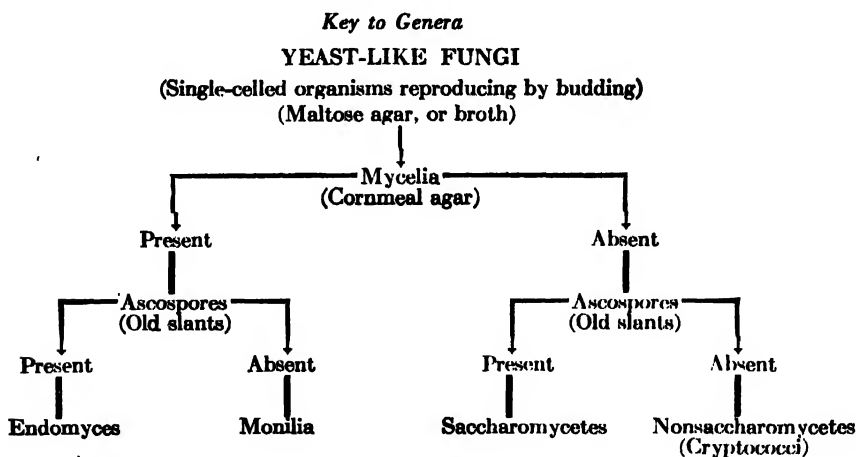 Key to Genera
YEAST-LIKE FUNGI
(Single-celled organisms reproducing by budding)
(Maltose agar, or broth)
Mycelia
(Cornmeal agar)
Present
Absent
Ascospores
(Old slants)
Ascospores
(Old slants)
Present
Absent
Present
Absent
Endomyces
Monilia
Saccharomycetes
Nonsaccharomycetes
(Cryptococci)